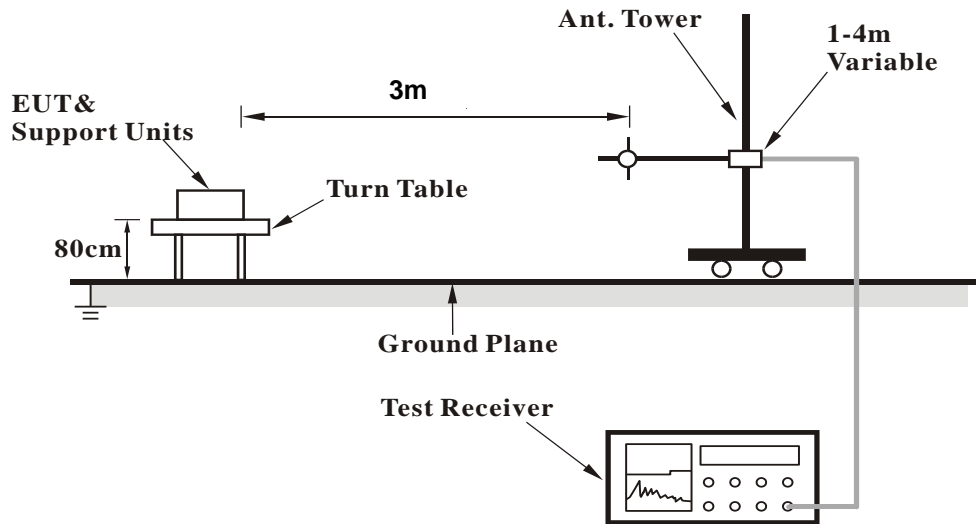 Ant. Tower
1-4m
Variable
3m
EUT&
Support Units
Turn Table
80cm
Ground Plane
Test Receiver